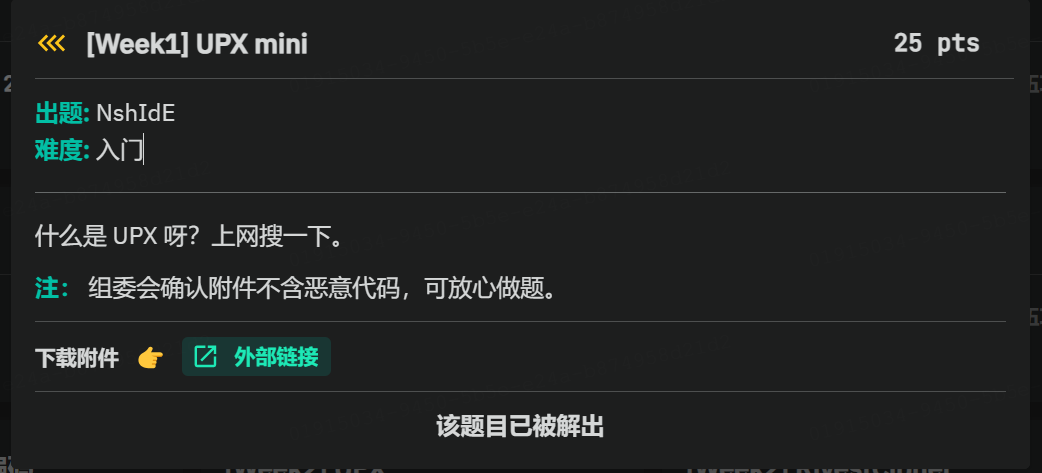 [Week1] UPX mini
25 pts
出题: NshIdE
难度: 入门
什么是 UPX 呀？上网搜一下。
注： 组委会确认附件不含恶意代码，可放心做题。
下载附件 👉 外部链接
该题目已被解出